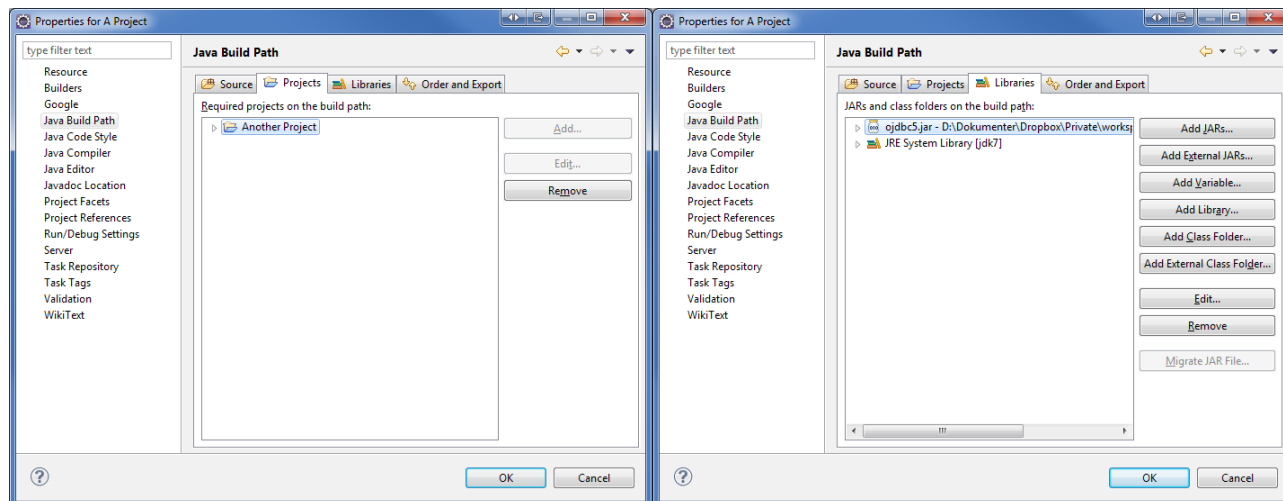 Properties for A Project
type filter text
Resource
Builders
Google
Java Build Path
Java Code Style
Java Compiler
Java Editor
Javadoc Location
Project Facets
Project References
Run/Debug Settings
Server
Task Repository
Task Tags
Validation
WikiText
Java Build Path
Source Projects Libraries Order and Export
Required projects on the build path:
Another Project
Add...
Edit...
Remove
OK Cancel
Properties for A Project
type filter text
Resource
Builders
Google
Java Build Path
Java Code Style
Java Compiler
Java Editor
Javadoc Location
Project Facets
Project References
Run/Debug Settings
Server
Task Repository
Task Tags
Validation
WikiText
Java Build Path
Source Projects Libraries Order and Export
JARs and class folders on the build path:
ojdbc5.jar - D:\Dokumenter\Dropbox\Private\worksp
JRE System Library [jdk7]
Add JARs...
Add External JARs...
Add Variable...
Add Library...
Add Class Folder...
Add External Class Folder...
Edit...
Remove
Migrate JAR File...
OK Cancel